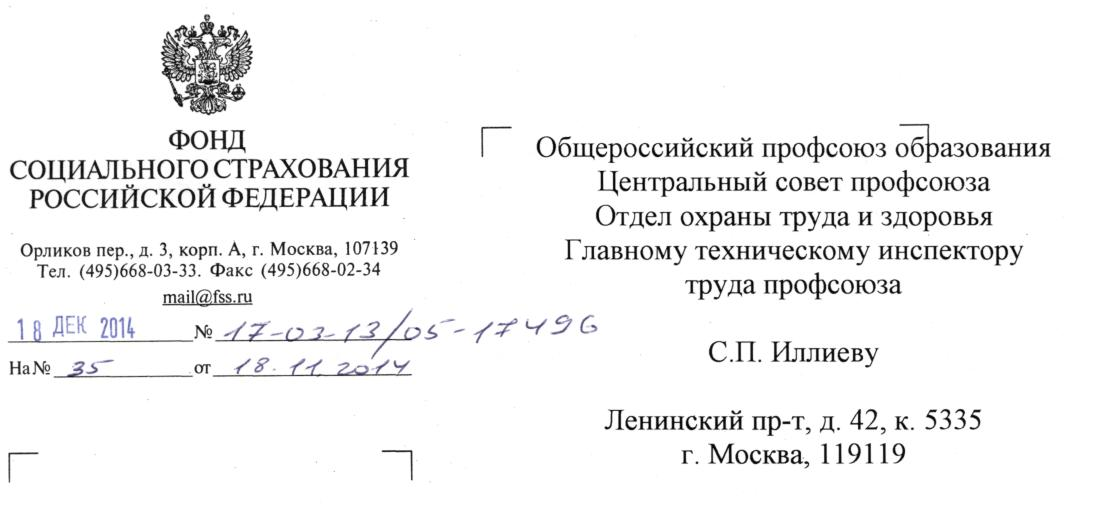 ФОНД
СОЦИАЛЬНОГО СТРАХОВАНИЯ
РОССИЙСКОЙ ФЕДЕРАЦИИ
Орликов пер., д. 3, корп. А, г. Москва, 107139
Тел. (495)668-03-33. Факс (495)668-02-34
mail@fss.ru
18 ДЕК 2014 № 17-03-13/05-17496
На № 35 от 18.11.2014
Общероссийский профсоюз образования
Центральный совет профсоюза
Отдел охраны труда и здоровья
Главному техническому инспектору
труда профсоюза
С.П. Иллиеву
Ленинский пр-т, д. 42, к. 5335
г. Москва, 119119